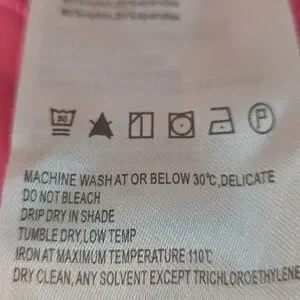 30
P
MACHINE WASH AT OR BELOW 30℃,DELICATE
DO NOT BLEACH
DRIP DRY IN SHADE
TUMBLE DRY,LOW TEMP
IRON AT MAXIMUM TEMPERATURE 110℃
DRY CLEAN, ANY SOLVENT EXCEPT TRICHLOROETHYLENE